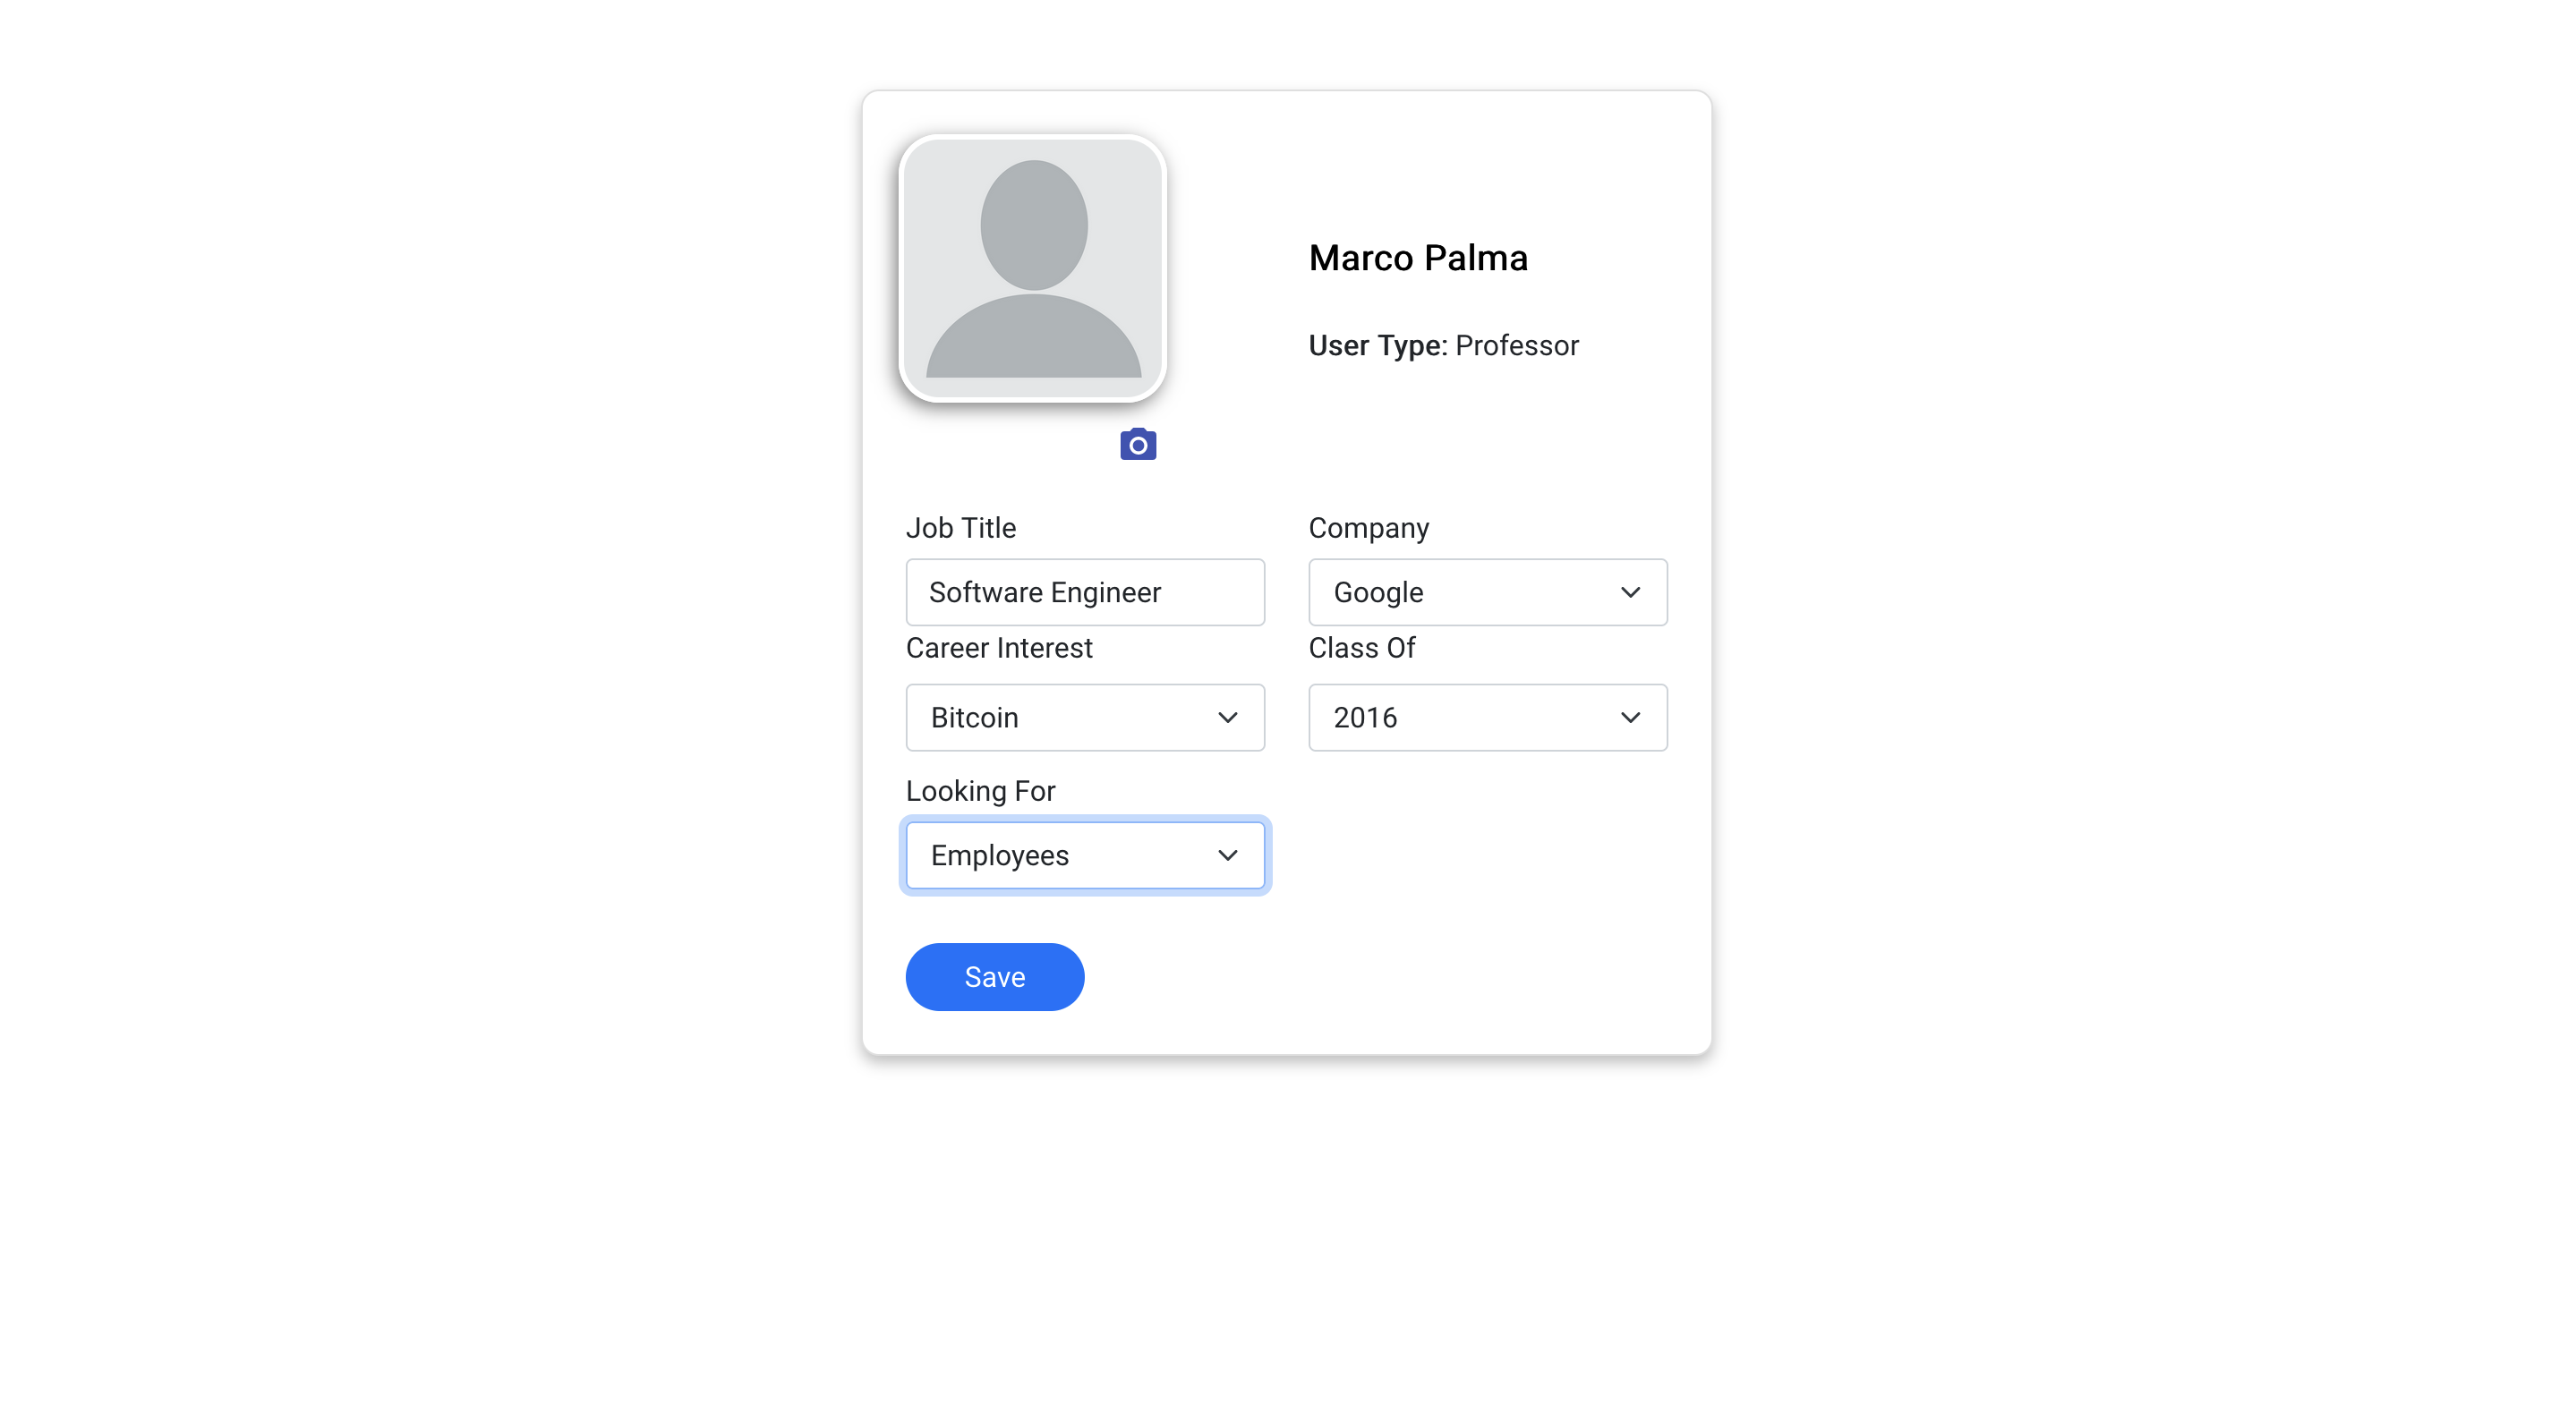 Marco Palma
User Type: Professor
Job Title
Company
Software Engineer
Google
Career Interest
Class Of
Bitcoin
2016
Looking For
Employees
Save